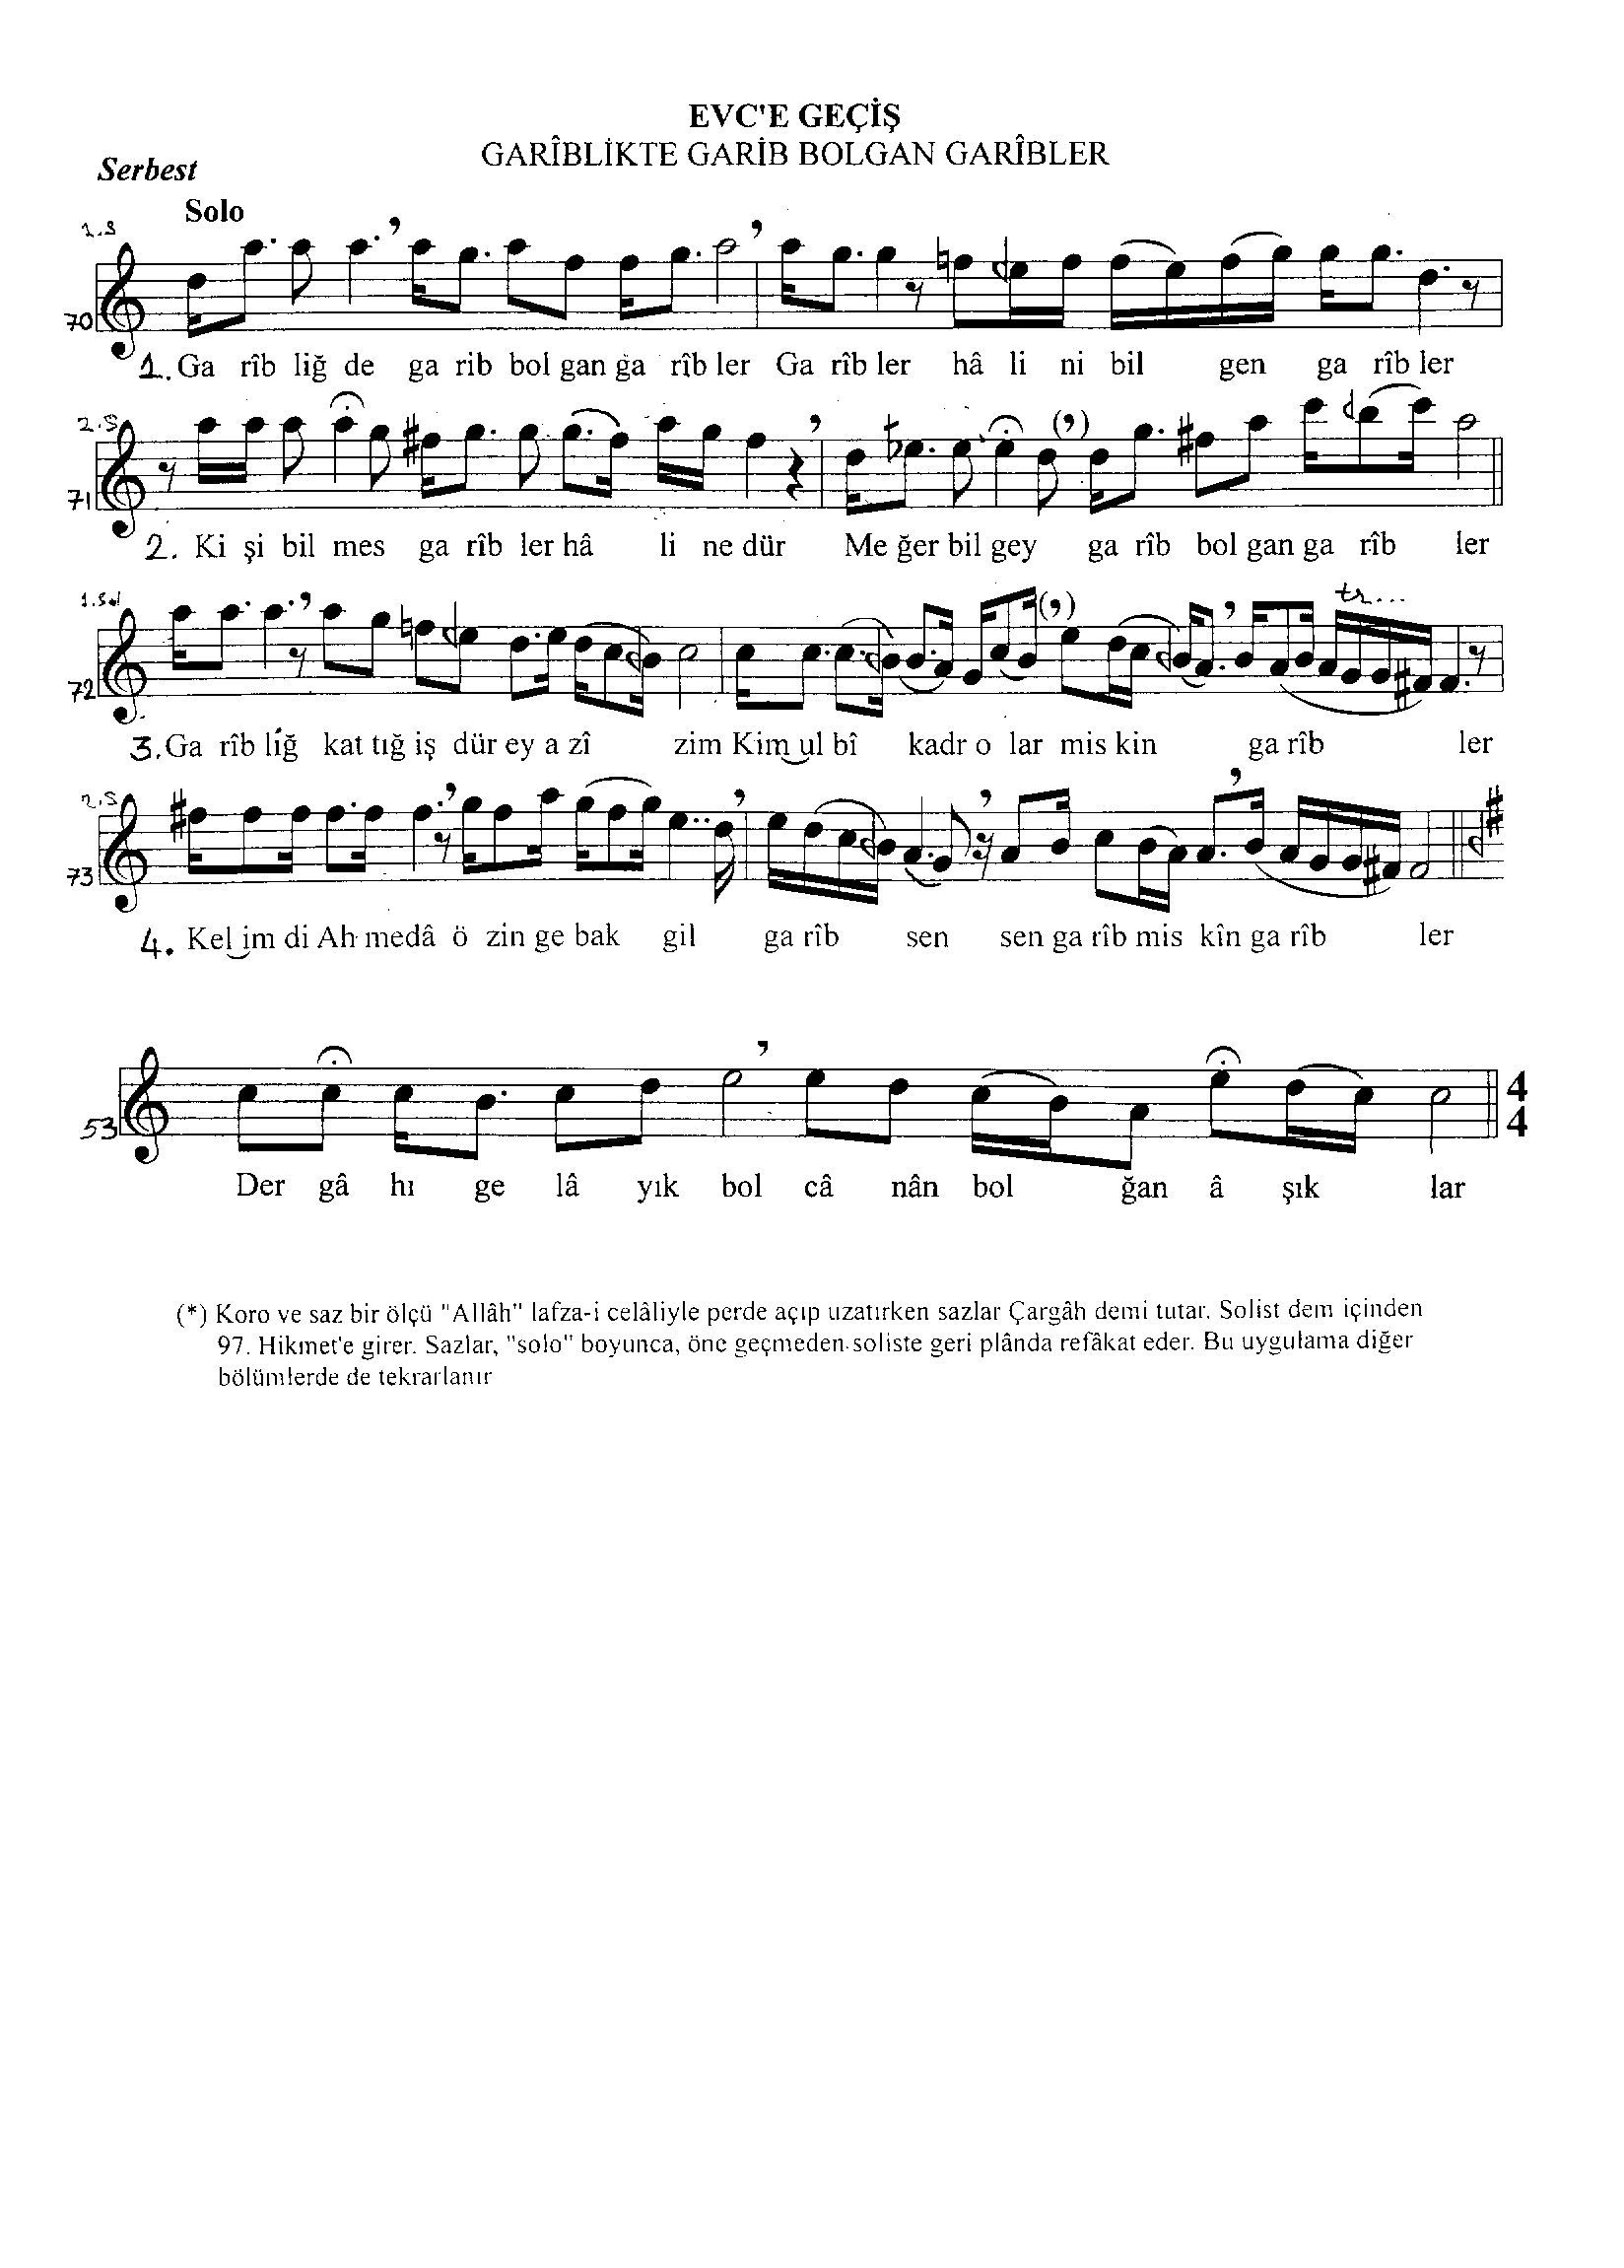 EVC'E GEÇİŞ
GARÎBLİKTE GARİB BOLGAN GARÎBLER
Serbest
Solo
1.S
70
1. Ga rîb liğ de ga rib bol gan ga rîb ler Ga rîb ler hâ li ni bil gen ga rîb ler
2.S
71
2. Ki şi bil mes ga rîb ler hâ li ne dür Me ğer bil gey ga rîb bol gan ga rîb ler
1.Sol
tr...
72
3. Ga rîb liğ kat tığ iş dür ey a zî zim Kim ul bî kadr o lar mis kin ga rîb ler
2.S
73
4. Kel im di Ah medâ ö zin ge bak gil ga rîb sen sen ga rîb mis kîn ga rîb ler
53
4
4
Der gâ hı ge lâ yık bol câ nân bol ğan â şık lar
(*) Koro ve saz bir ölçü "Allâh" lafza-i celâliyle perde açıp uzatırken sazlar Çargâh demi tutar. Solist dem içinden
97. Hikmet'e girer. Sazlar, "solo" boyunca, öne geçmeden soliste geri plânda refâkat eder. Bu uygulama diğer
bölümlerde de tekrarlanır